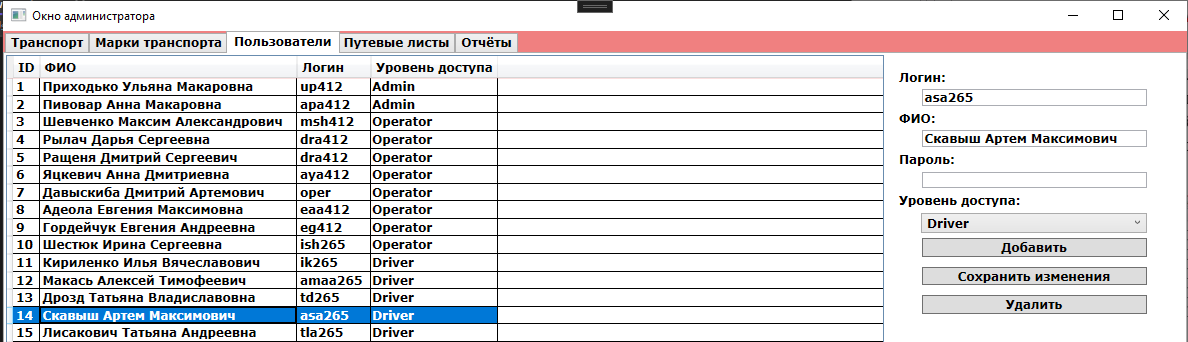 Окно администратора
Транспорт Марки транспорта Пользователи Путевые листы Отчёты
ID ФИО Логин Уровень доступа
1 Приходько Ульяна Макаровна up412 Admin
2 Пивовар Анна Макаровна apa412 Admin
3 Шевченко Максим Александрович msh412 Operator
4 Рылач Дарья Сергеевна dra412 Operator
5 Ращеня Дмитрий Сергеевич dra412 Operator
6 Яцкевич Анна Дмитриевна aya412 Operator
7 Давыскиба Дмитрий Артемович oper Operator
8 Адеола Евгения Максимовна eaa412 Operator
9 Гордейчук Евгения Андреевна eg412 Operator
10 Шестюк Ирина Сергеевна ish265 Operator
11 Кириленко Илья Вячеславович ik265 Driver
12 Макась Алексей Тимофеевич amaa265 Driver
13 Дрозд Татьяна Владиславовна td265 Driver
14 Скавыш Артем Максимович asa265 Driver
15 Лисакович Татьяна Андреевна tla265 Driver
Логин:
asa265
ФИО:
Скавыш Артем Максимович
Пароль:
Уровень доступа:
Driver
Добавить
Сохранить изменения
Удалить